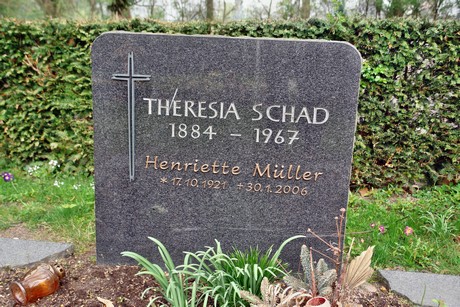 THERESIA SCHAD
1884 - 1967
Henriette Müller
*17.10.1921 +30.1.2006